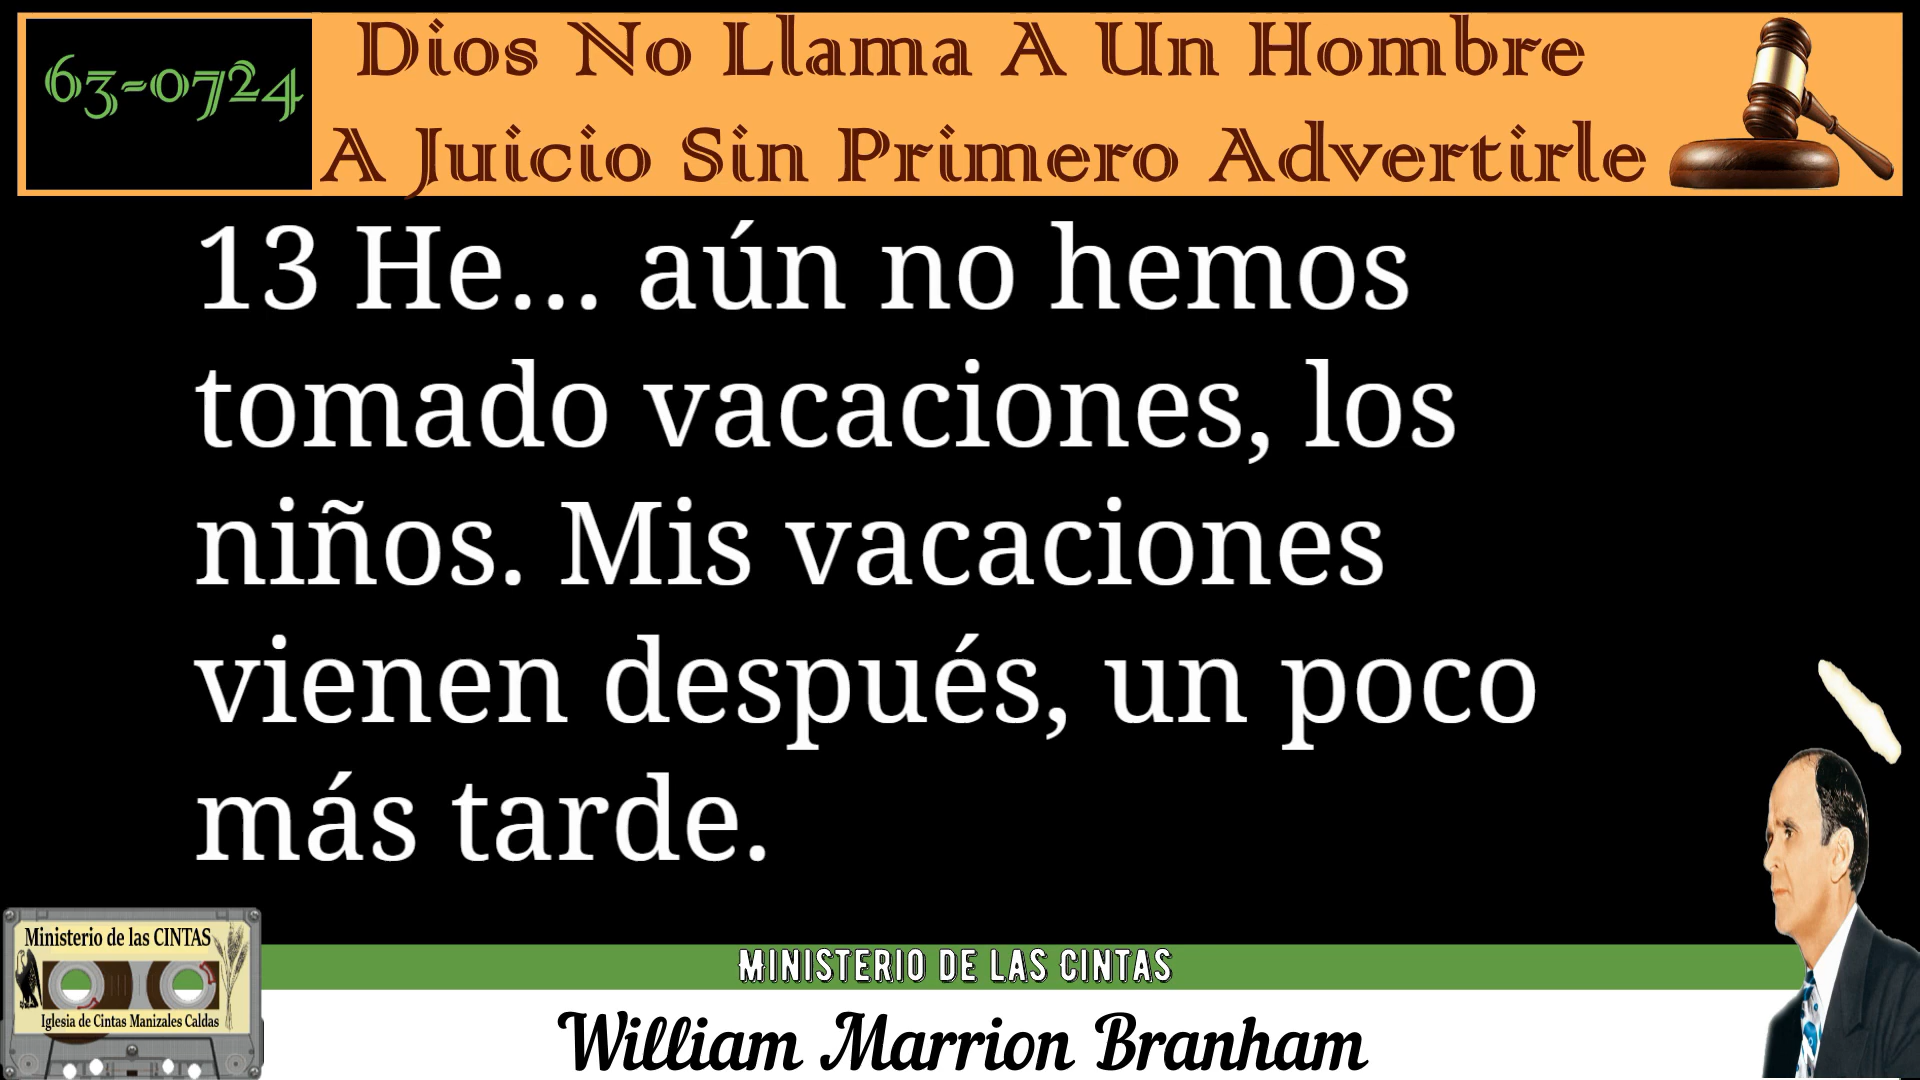 63-0724
Dios No Llama A Un Hombre
A Juicio Sin Primero Advertirle
13 He... aún no hemos
tomado vacaciones, los
niños. Mis vacaciones
vienen después, un poco
más tarde.
Ministerio de las CINTAS
Iglesia de Cintas Manizales Caldas
MINISTERIO DE LAS CINTAS
William Marrion Branham